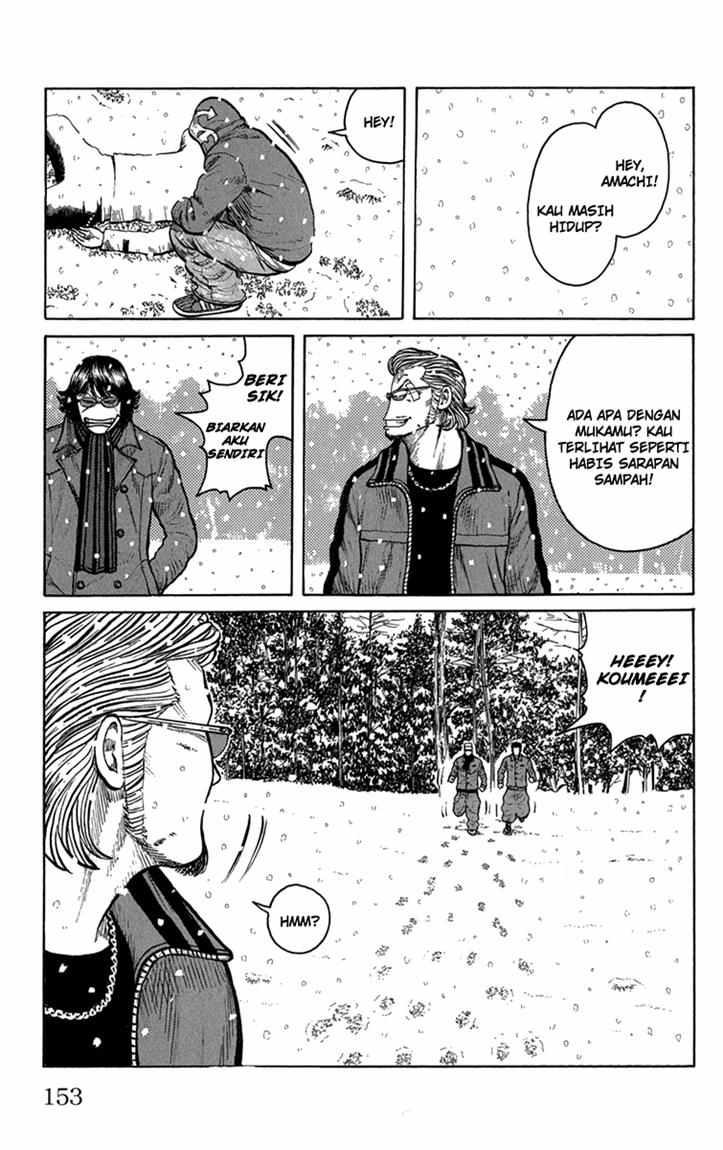 HEY,
AMACHI!
KAU MASIH
HIDUP?
HEY!
ADA APA DENGAN
MUKAMU? KAU
TERLIHAT SEPERTI
HABIS SARAPAN
SAMPAH!
BERI
SIK!
BIARKAN
AKU
SENDIRI
HEEEY!
KOUMEEEI
!
HMM?
153